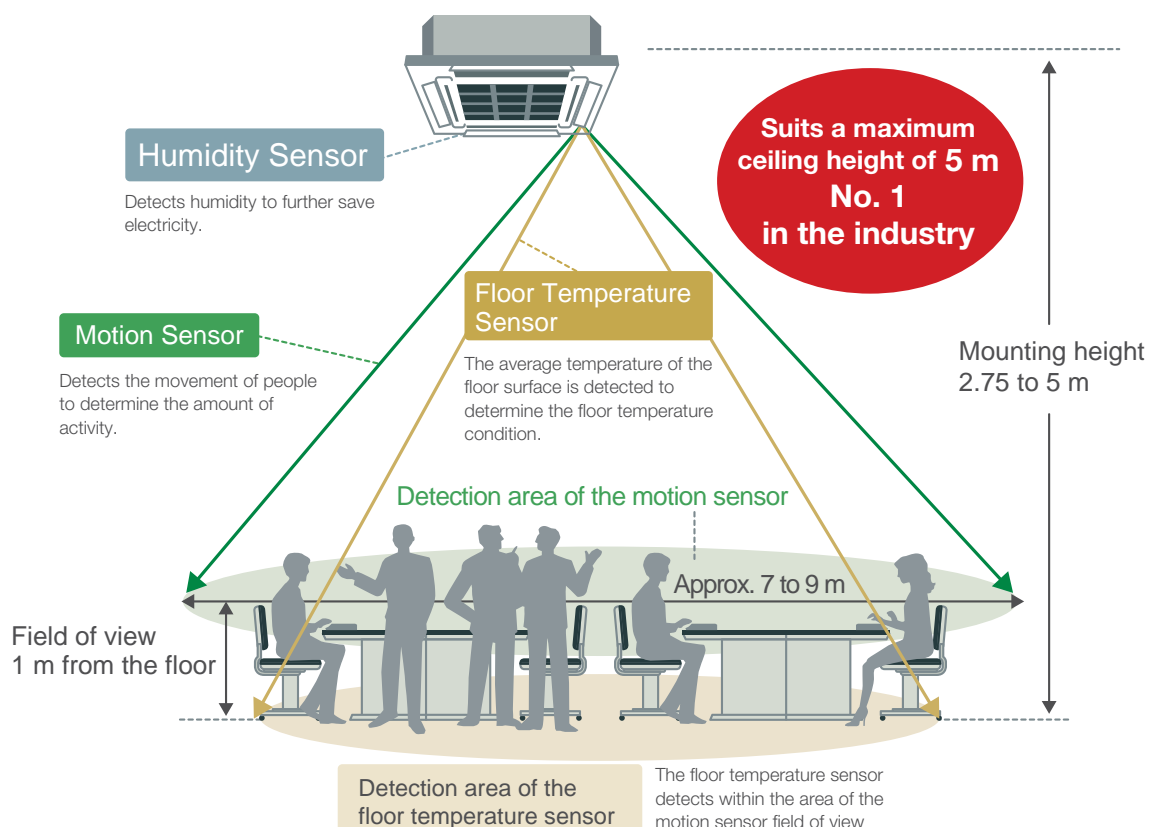 Suits a maximum
ceiling height of 5 m
No. 1
in the industry
Humidity Sensor
Detects humidity to further save
electricity.
Floor Temperature
Sensor
The average temperature of the
floor surface is detected to
determine the floor temperature
condition.
Motion Sensor
Detects the movement of people
to determine the amount of
activity.
Mounting height
2.75 to 5 m
Detection area of the motion sensor
Approx. 7 to 9 m
Field of view
1 m from the floor
Detection area of the
floor temperature sensor
The floor temperature sensor
detects within the area of the
motion sensor field of view